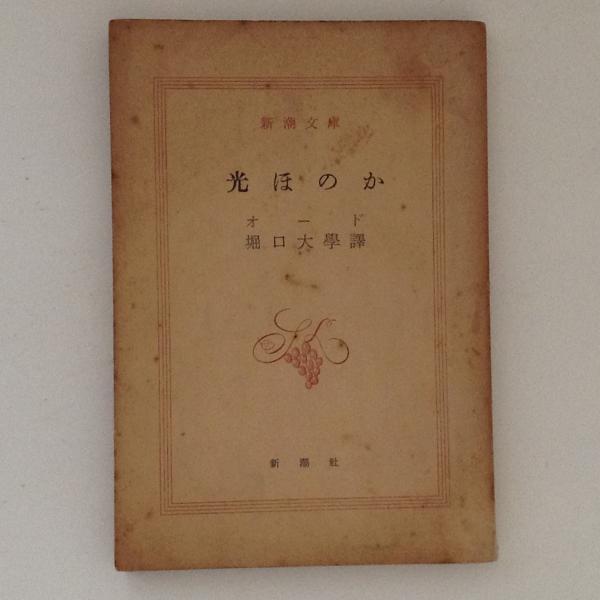 新潮文庫
光ほのか
オード
堀口大學譯
新潮社